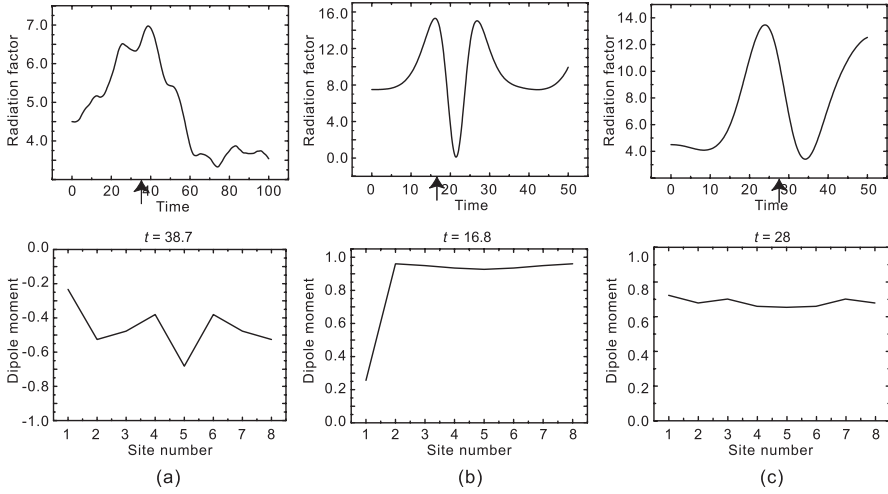 7.0
6.0
5.0
4.0
Radiation factor
0 20 40 60 80 100
Time
16.0
12.0
8.0
4.0
0.0
Radiation factor
0 10 20 30 40 50
Time
14.0
12.0
10.0
8.0
6.0
4.0
Radiation factor
0 10 20 30 40 50
Time
t = 38.7
0.0
-0.2
-0.4
-0.6
-0.8
-1.0
Dipole moment
1 2 3 4 5 6 7 8
Site number
(a)
t = 16.8
1.0
0.8
0.6
0.4
0.2
0.0
Dipole moment
1 2 3 4 5 6 7 8
Site number
(b)
t = 28
1.0
0.8
0.6
0.4
0.2
0.0
Dipole moment
1 2 3 4 5 6 7 8
Site number
(c)